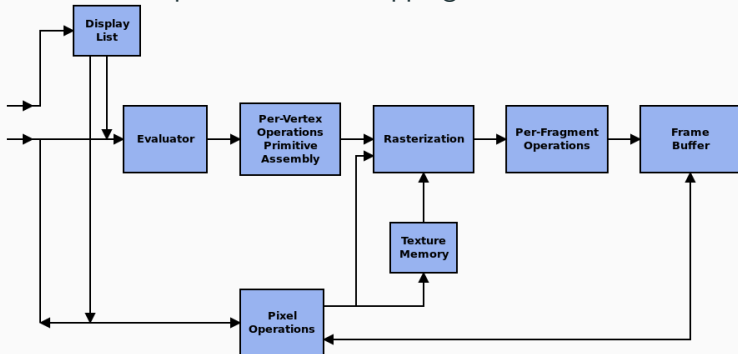 Display
List
Evaluator
Per-Vertex
Operations
Primitive
Assembly
Rasterization
Per-Fragment
Operations
Frame
Buffer
Texture
Memory
Pixel
Operations